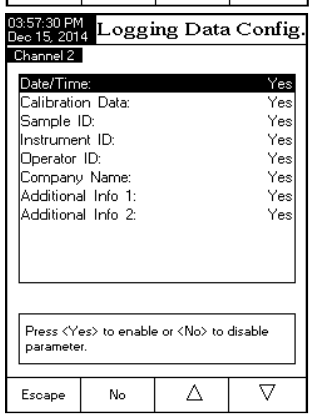 03:57:30 PM
Dec 15, 2014
Logging Data Config.
Channel 2
Date/Time: Yes
Calibration Data: Yes
Sample ID: Yes
Instrument ID: Yes
Operator ID: Yes
Company Name: Yes
Additional Info 1: Yes
Additional Info 2: Yes
Press <Yes> to enable or <No> to disable
parameter.
Escape No △ ▽